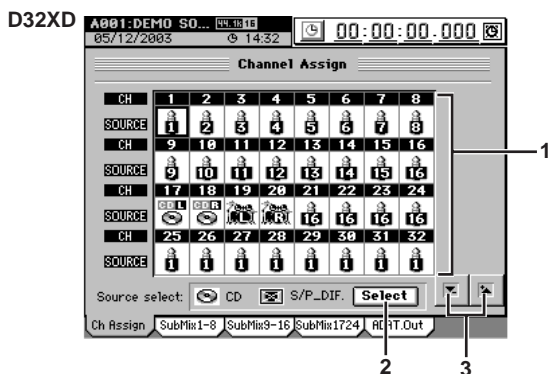 D32XD
A001:DEMO SO... 44.1k 16
05/12/2003 14:32 00:00:00.000
Channel Assign
CH 1 2 3 4 5 6 7 8
SOURCE 1 2 3 4 5 6 7 8
CH 9 10 11 12 13 14 15 16
SOURCE 9 10 11 12 13 14 15 16
CH 17 18 19 20 21 22 23 24
SOURCE CD L CD R L R 16 16 16 16
CH 25 26 27 28 29 30 31 32
SOURCE 1 1 1 1 1 1 1 1
Source select: CD S/P_DIF. Select
Ch Assign SubMix1-8 SubMix9-16 SubMix1724 ADAT.Out
1
2
3